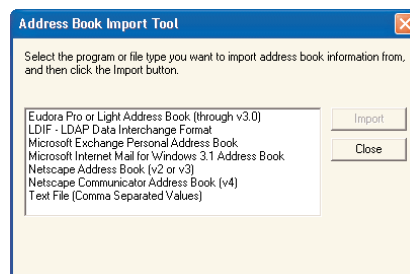 Address Book Import Tool
Select the program or file type you want to import address book information from,
and then click the Import button.
Eudora Pro or Light Address Book (through v3.0)
LDIF - LDAP Data Interchange Format
Microsoft Exchange Personal Address Book
Microsoft Internet Mail for Windows 3.1 Address Book
Netscape Address Book (v2 or v3)
Netscape Communicator Address Book (v4)
Text File (Comma Separated Values)
Import
Close